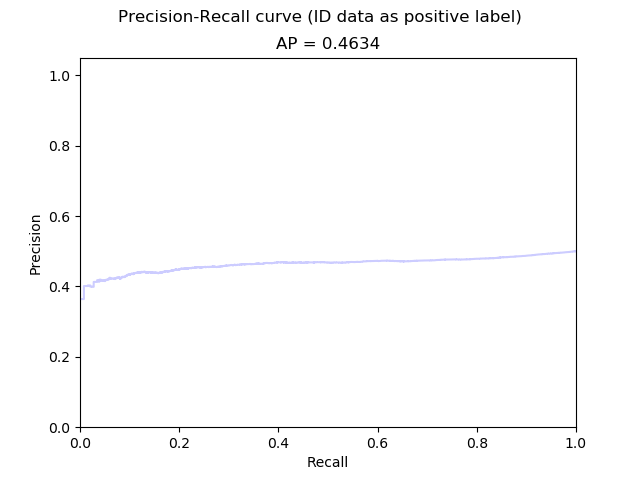 Precision-Recall curve (ID data as positive label)
AP = 0.4634
1.0
0.8
0.6
0.4
0.2
0.0
Precision
0.0 0.2 0.4 0.6 0.8 1.0
Recall